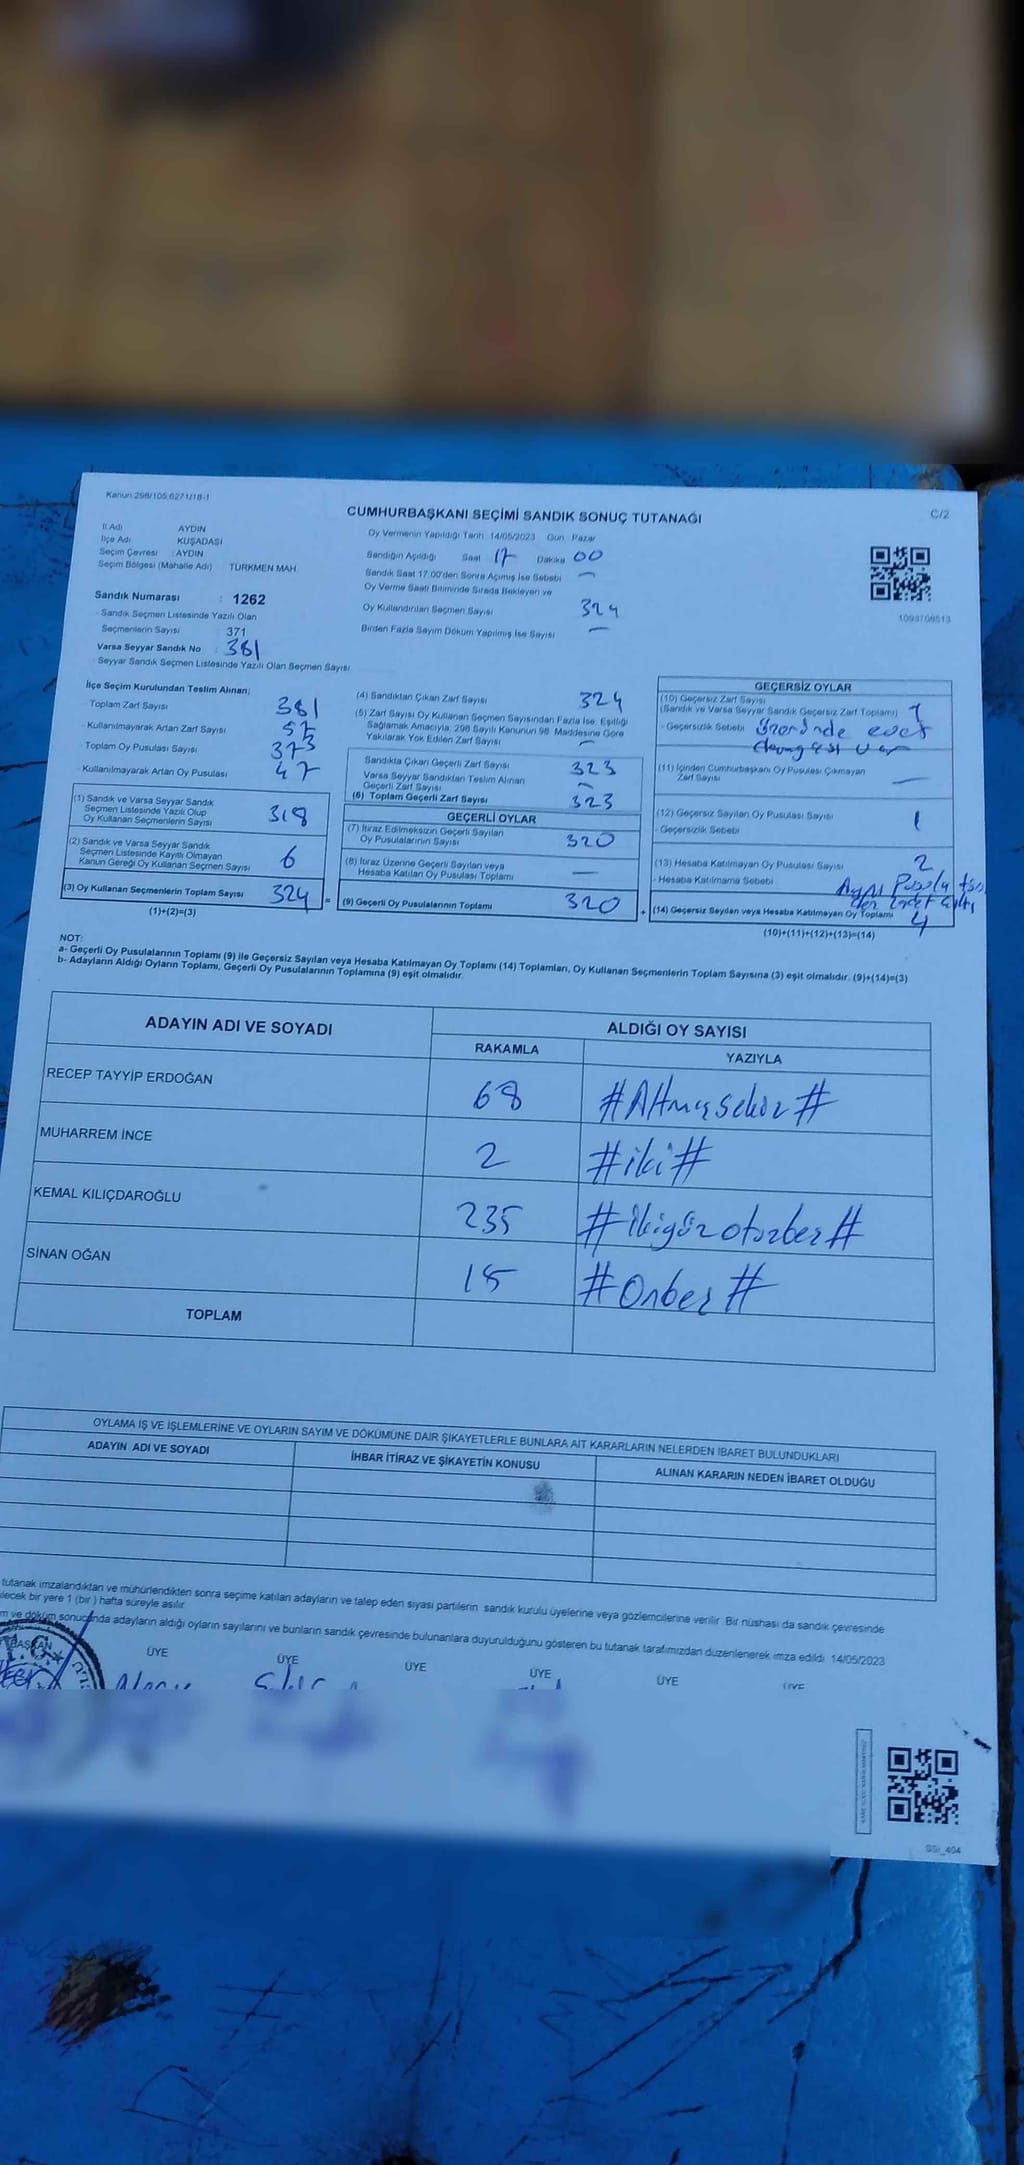 Kanun 298/105,6271/18-1
CUMHURBAŞKANI SEÇİMİ SANDIK SONUÇ TUTANAĞI
C/2
İl Adı AYDIN
İlçe Adı KUŞADASI
Seçim Çevresi : AYDIN
Seçim Bölgesi (Mahalle Adı) TÜRKMEN MAH.
Oy Vermenin Yapıldığı Tarih 14/05/2023 Gün Pazar
Sandığın Açıldığı Saat 17 Dakika 00
Sandık Saat 17:00'den Sonra Açımış İse Sebebi —
Oy Verme Saati Bitiminde Sırada Bekleyen ve
Oy Kullandırılan Seçmen Sayısı 324
Birden Fazla Sayım Döküm Yapılmış İse Sayısı —
1093708513
Sandık Numarası : 1262
- Sandık Seçmen Listesinde Yazılı Olan
Seçmenlerin Sayısı 371
Varsa Seyyar Sandık No : 381
- Seyyar Sandık Seçmen Listesinde Yazılı Olan Seçmen Sayısı
İlçe Seçim Kurulundan Teslim Alınan;
Toplam Zarf Sayısı 381
- Kullanılmayarak Artan Zarf Sayısı 57
Toplam Oy Pusulası Sayısı 373
- Kullanılmayarak Artan Oy Pusulası 47
(1) Sandık ve Varsa Seyyar Sandık
Seçmen Listesinde Yazılı Olup
Oy Kullanan Seçmenlerin Sayısı 318
(2) Sandık ve Varsa Seyyar Sandık
Seçmen Listesinde Kayıtlı Olmayan
Kanun Gereği Oy Kullanan Seçmen Sayısı 6
(3) Oy Kullanan Seçmenlerin Toplam Sayısı 324 =
(1)+(2)=(3)
(4) Sandıktan Çıkan Zarf Sayısı 324
(5) Zarf Sayısı Oy Kullanan Seçmen Sayısından Fazla İse, Eşitliği
Sağlamak Amacıyla, 298 Sayılı Kanunun 98. Maddesine Göre
Yakılarak Yok Edilen Zarf Sayısı —
Sandıkta Çıkan Geçerli Zarf Sayısı 323
Varsa Seyyar Sandıktan Teslim Alınan
Geçerli Zarf Sayısı —
(6) Toplam Geçerli Zarf Sayısı 323
GEÇERLİ OYLAR
(7) İtiraz Edilmeksizin Geçerli Sayılan
Oy Pusulalarının Sayısı 320
(8) İtiraz Üzerine Geçerli Sayılan veya
Hesaba Katılan Oy Pusulası Toplamı —
(9) Geçerli Oy Pusulalarının Toplamı 320 +
GEÇERSİZ OYLAR
(10) Geçersiz Zarf Sayısı
(Sandık ve Varsa Seyyar Sandık Geçersiz Zarf Toplamı) 1
- Geçersizlik Sebebi Üzerinde evet
var
(11) İçinden Cumhurbaşkanı Oy Pusulası Çıkmayan
Zarf Sayısı —
(12) Geçersiz Sayılan Oy Pusulası Sayısı 1
- Geçersizlik Sebebi
(13) Hesaba Katılmayan Oy Pusulası Sayısı 2
- Hesaba Katılmama Sebebi Aynı Pusula
(14) Geçersiz Sayılan veya Hesaba Katılmayan Oy Toplamı 4
(10)+(11)+(12)+(13)=(14)
NOT:
a- Geçerli Oy Pusulalarının Toplamı (9) ile Geçersiz Sayılan veya Hesaba Katılmayan Oy Toplamı (14) Toplamları, Oy Kullanan Seçmenlerin Toplam Sayısına (3) eşit olmalıdır. (9)+(14)=(3)
b- Adayların Aldığı Oyların Toplamı, Geçerli Oy Pusulalarının Toplamına (9) eşit olmalıdır.
ADAYIN ADI VE SOYADI
ALDIĞI OY SAYISI
RAKAMLA YAZIYLA
RECEP TAYYİP ERDOĞAN 68 #Altmışsekiz#
MUHARREM İNCE 2 #iki#
KEMAL KILIÇDAROĞLU 235 #ikiyüzotuzbeş#
SİNAN OĞAN 15 #Onbeş#
TOPLAM
OYLAMA İŞ VE İŞLEMLERİNE VE OYLARIN SAYIM VE DÖKÜMÜNE DAİR ŞİKAYETLERLE BUNLARA AİT KARARLARIN NELERDEN İBARET BULUNDUKLARI
ADAYIN ADI VE SOYADI İHBAR İTİRAZ VE ŞİKAYETİN KONUSU ALINAN KARARIN NEDEN İBARET OLDUĞU
tutanak imzalandıktan ve mühürlendikten sonra seçime katılan adayların ve talep eden siyasi partilerin sandık kurulu üyelerine veya gözlemcilerine verilir. Bir nüshası da sandık çevresinde
ilecek bir yere 1 (bir) hafta süreyle asılır
m ve döküm sonucunda adayların aldığı oyların sayılarını ve bunların sandık çevresinde bulunanlara duyurulduğunu gösteren bu tutanak tarafımızdan düzenlenerek imza edildi 14/05/2023
BAŞKAN ÜYE ÜYE ÜYE ÜYE ÜYE ÜYE
T.C.